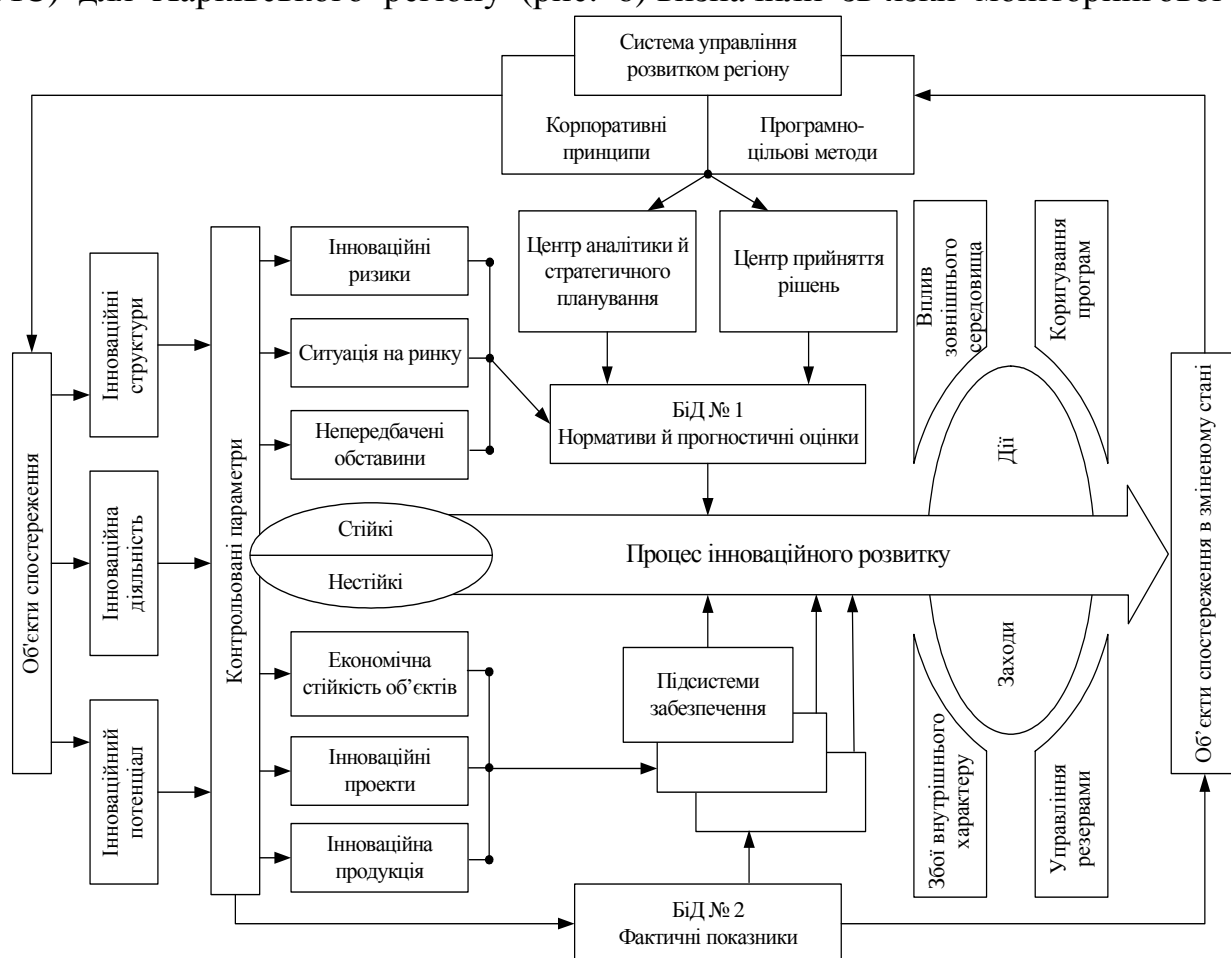 для Харківського регіону (рис. 6) визначили зв'язки моніторингової
Система управління
розвитком регіону
Корпоративні
принципи
Програмно-
цільові методи
Центр аналітики й
стратегичного
планування
Центр прийняття
рішень
Вплив
зовнішнього
середовища
Коригування
програм
Інноваційні
структури
Інноваційні
ризики
Ситуація на ринку
Непередбачені
обставини
БіД № 1
Нормативи й прогностичні оцінки
Дії
Об'єкти спостереження
Інноваційна
діяльність
Контрольовані параметри
Стійкі
Нестійкі
Процес інноваційного розвитку
Об’єкти спостереження в зміненому стані
Інноваційний
потенціал
Економічна
стійкість об’єктів
Інноваційні
проекти
Інноваційна
продукція
Підсистеми
забезпечення
Заходи
Збої внутрішнього
характеру
Управління
резервами
БіД № 2
Фактичні показники